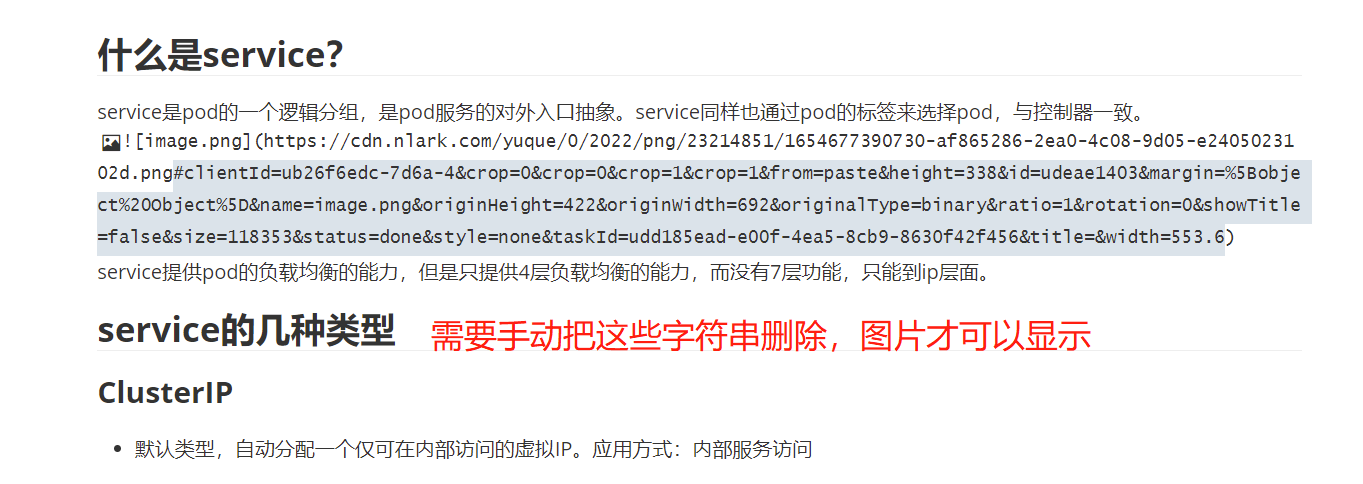 什么是service?
service是pod的一个逻辑分组，是pod服务的对外入口抽象。service同样也通过pod的标签来选择pod，与控制器一致。
![image.png](https://cdn.nlark.com/yuque/0/2022/png/23214851/1654677390730-af865286-2ea0-4c08-9d05-e24050231
02d.png#clientId=ub26f6edc-7d6a-4&crop=0&crop=0&crop=1&crop=1&from=paste&height=338&id=udeae1403&margin=%5Bobje
ct%20Object%5D&name=image.png&originHeight=422&originWidth=692&originalType=binary&ratio=1&rotation=0&showTitle
=false&size=118353&status=done&style=none&taskId=udd185ead-e00f-4ea5-8cb9-8630f42f456&title=&width=553.6)
service提供pod的负载均衡的能力，但是只提供4层负载均衡的能力，而没有7层功能，只能到ip层面。
service的几种类型 需要手动把这些字符串删除，图片才可以显示
ClusterIP
• 默认类型，自动分配一个仅可在内部访问的虚拟IP。应用方式：内部服务访问